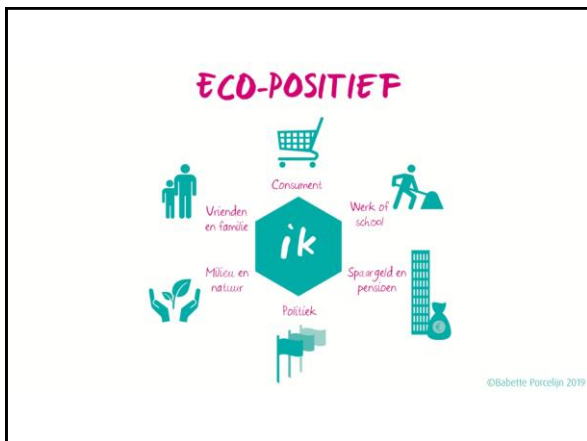 ECO-POSITIEF
Consument
Werk of
school
Spaargeld en
pensioen
Politiek
Milieu en
natuur
Vrienden
en familie
ik
€
©Babette Porcelijn 2019